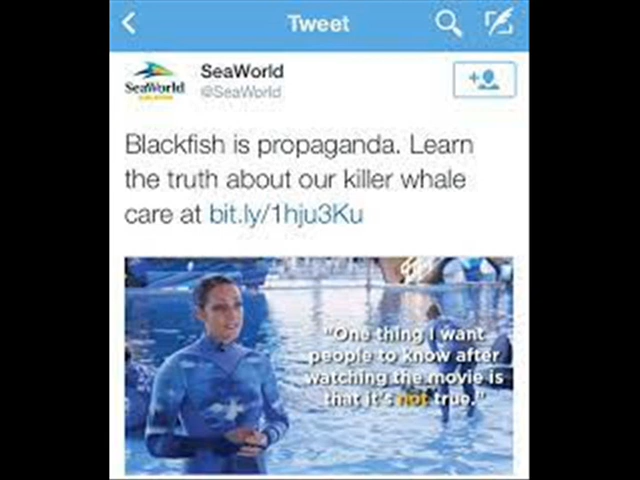 Tweet
SeaWorld
SeaWorld
@SeaWorld
Blackfish is propaganda. Learn
the truth about our killer whale
care at bit.ly/1hju3Ku
"One thing I want
people to know after
watching the movie is
that it's not true."